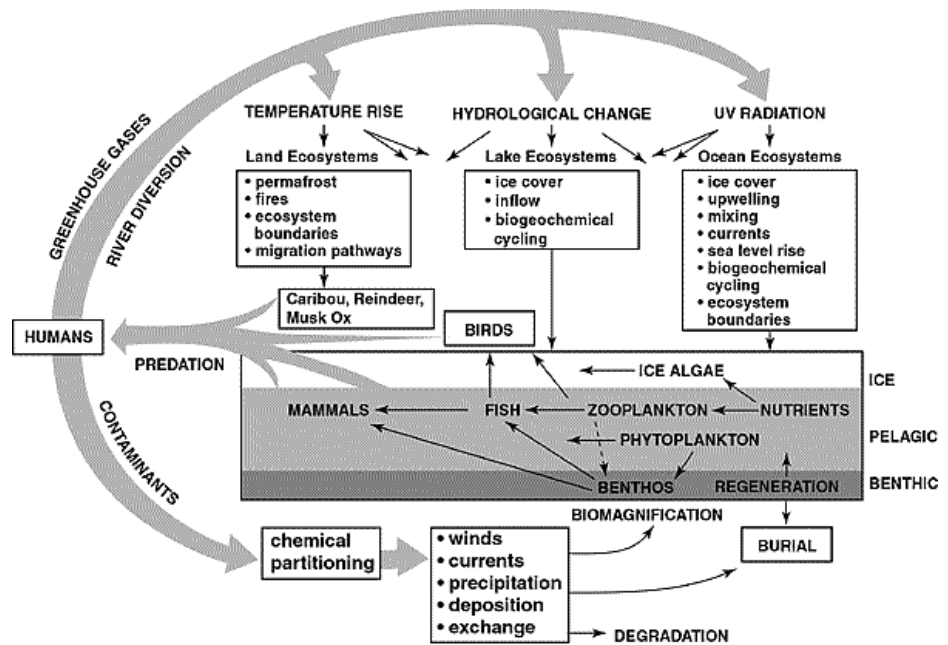 GREENHOUSE GASES
RIVER DIVERSION
TEMPERATURE RISE
HYDROLOGICAL CHANGE
UV RADIATION
Land Ecosystems
• permafrost
• fires
• ecosystem
boundaries
• migration pathways
Lake Ecosystems
• ice cover
• inflow
• biogeochemical
cycling
Ocean Ecosystems
• ice cover
• upwelling
• mixing
• currents
• sea level rise
• biogeochemical
cycling
• ecosystem
boundaries
Caribou, Reindeer,
Musk Ox
BIRDS
HUMANS
PREDATION
ICE ALGAE
ICE
MAMMALS
FISH
ZOOPLANKTON
NUTRIENTS
PHYTOPLANKTON
PELAGIC
BENTHOS
REGENERATION
BENTHIC
CONTAMINANTS
BIOMAGNIFICATION
chemical
partitioning
• winds
• currents
• precipitation
• deposition
• exchange
BURIAL
DEGRADATION